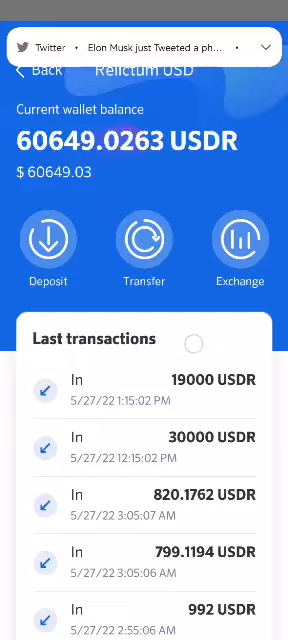 Twitter • Elon Musk just Tweeted a ph... •
Back Relictum USD
Current wallet balance
60649.0263 USDR
$ 60649.03
Deposit Transfer Exchange
Last transactions
In 19000 USDR
5/27/22 1:15:02 PM
In 30000 USDR
5/27/22 12:15:02 PM
In 820.1762 USDR
5/27/22 3:05:07 AM
In 799.1194 USDR
5/27/22 3:05:06 AM
In 992 USDR
5/27/22 2:55:06 AM